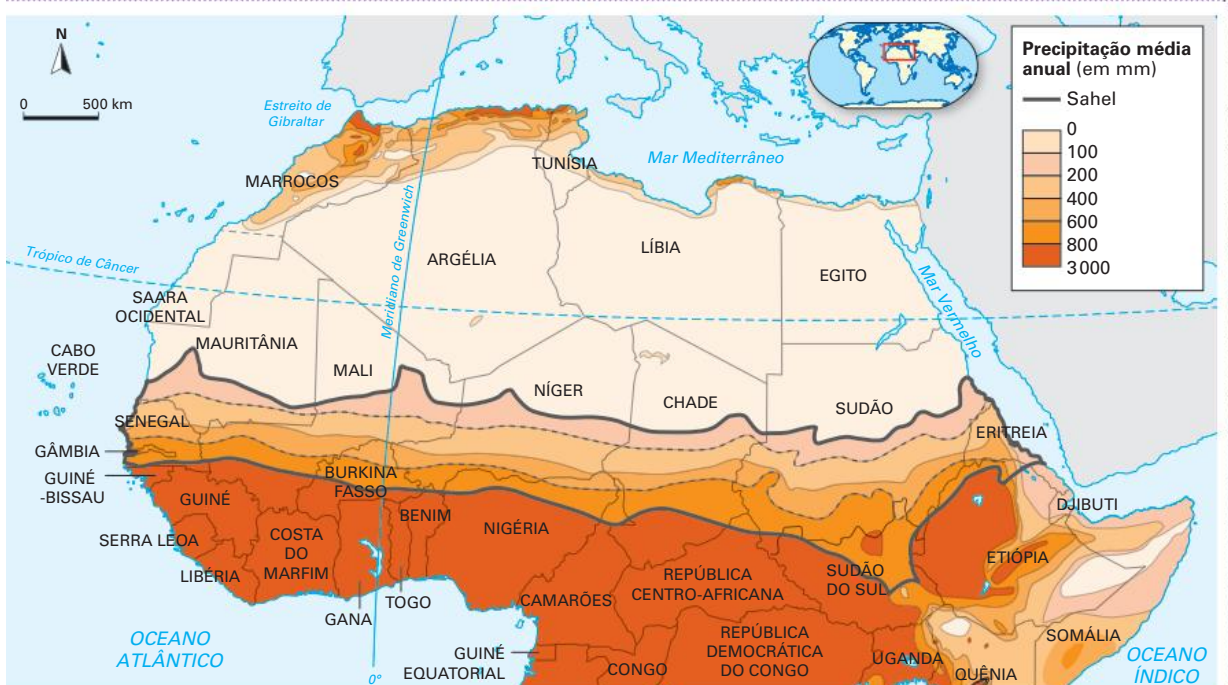 N
0 500 km
Estreito de
Gibraltar
Mar Mediterrâneo
Precipitação média
anual (em mm)
Sahel
0
100
200
400
600
800
3 000
TUNÍSIA
MARROCOS
Meridiano de Greenwich
Trópico de Câncer
ARGÉLIA
LÍBIA
EGITO
Mar Vermelho
SAARA
OCIDENTAL
MAURITÂNIA
CABO
VERDE
MALI
NÍGER
CHADE
SUDÃO
SENEGAL
ERITREIA
GÂMBIA
GUINÉ
-BISSAU
BURKINA
FASSO
GUINÉ
BENIM
NIGÉRIA
DJIBUTI
SERRA LEOA
COSTA
DO
MARFIM
ETIÓPIA
LIBÉRIA
REPÚBLICA
CENTRO-AFRICANA
SUDÃO
DO SUL
TOGO
CAMARÕES
GANA
OCEANO
ATLÂNTICO
GUINÉ
EQUATORIAL
REPÚBLICA
DEMOCRÁTICA
DO CONGO
SOMÁLIA
CONGO
UGANDA
QUÊNIA
OCEANO
ÍNDICO
0°